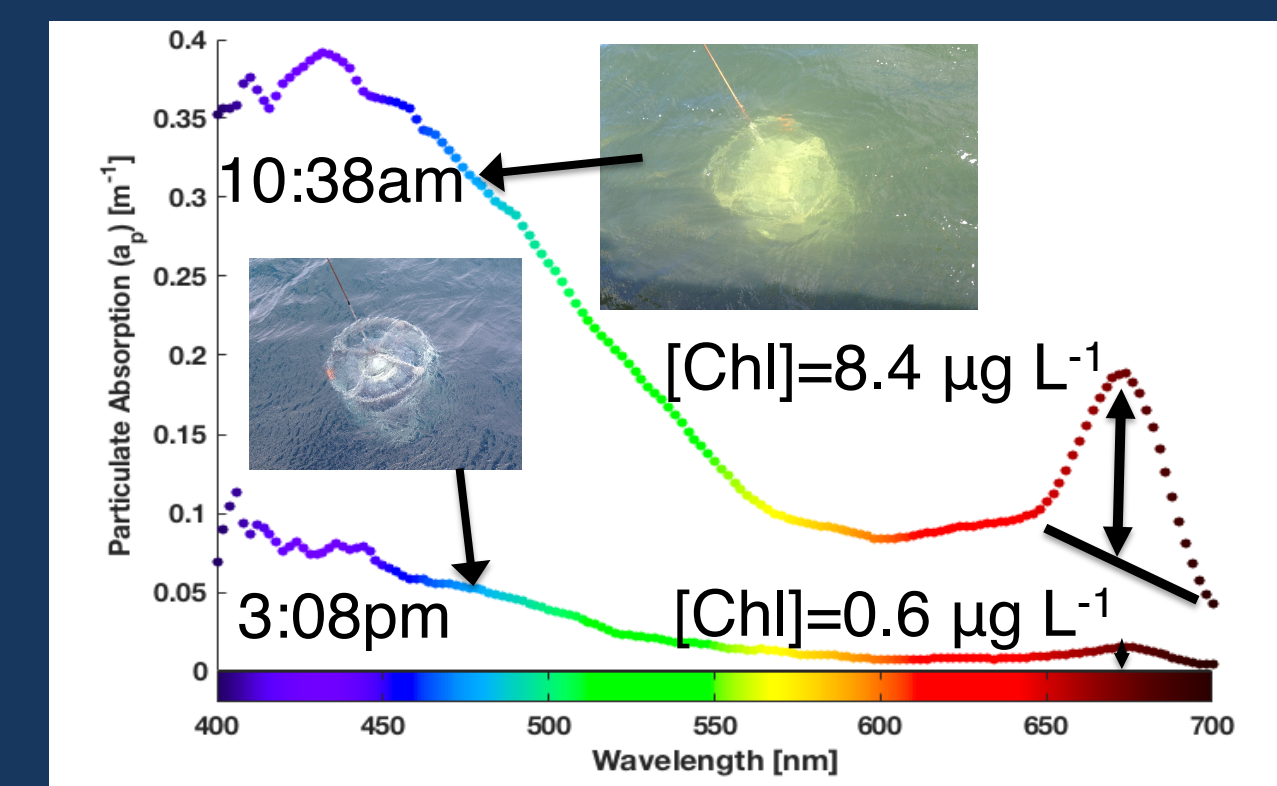 0.4
0.35
0.3
0.25
0.2
0.15
0.1
0.05
0
Particulate Absorption (aₚ) [m⁻¹]
10:38am
[Chl]=8.4 µg L⁻¹
3:08pm
[Chl]=0.6 µg L⁻¹
400 450 500 550 600 650 700
Wavelength [nm]